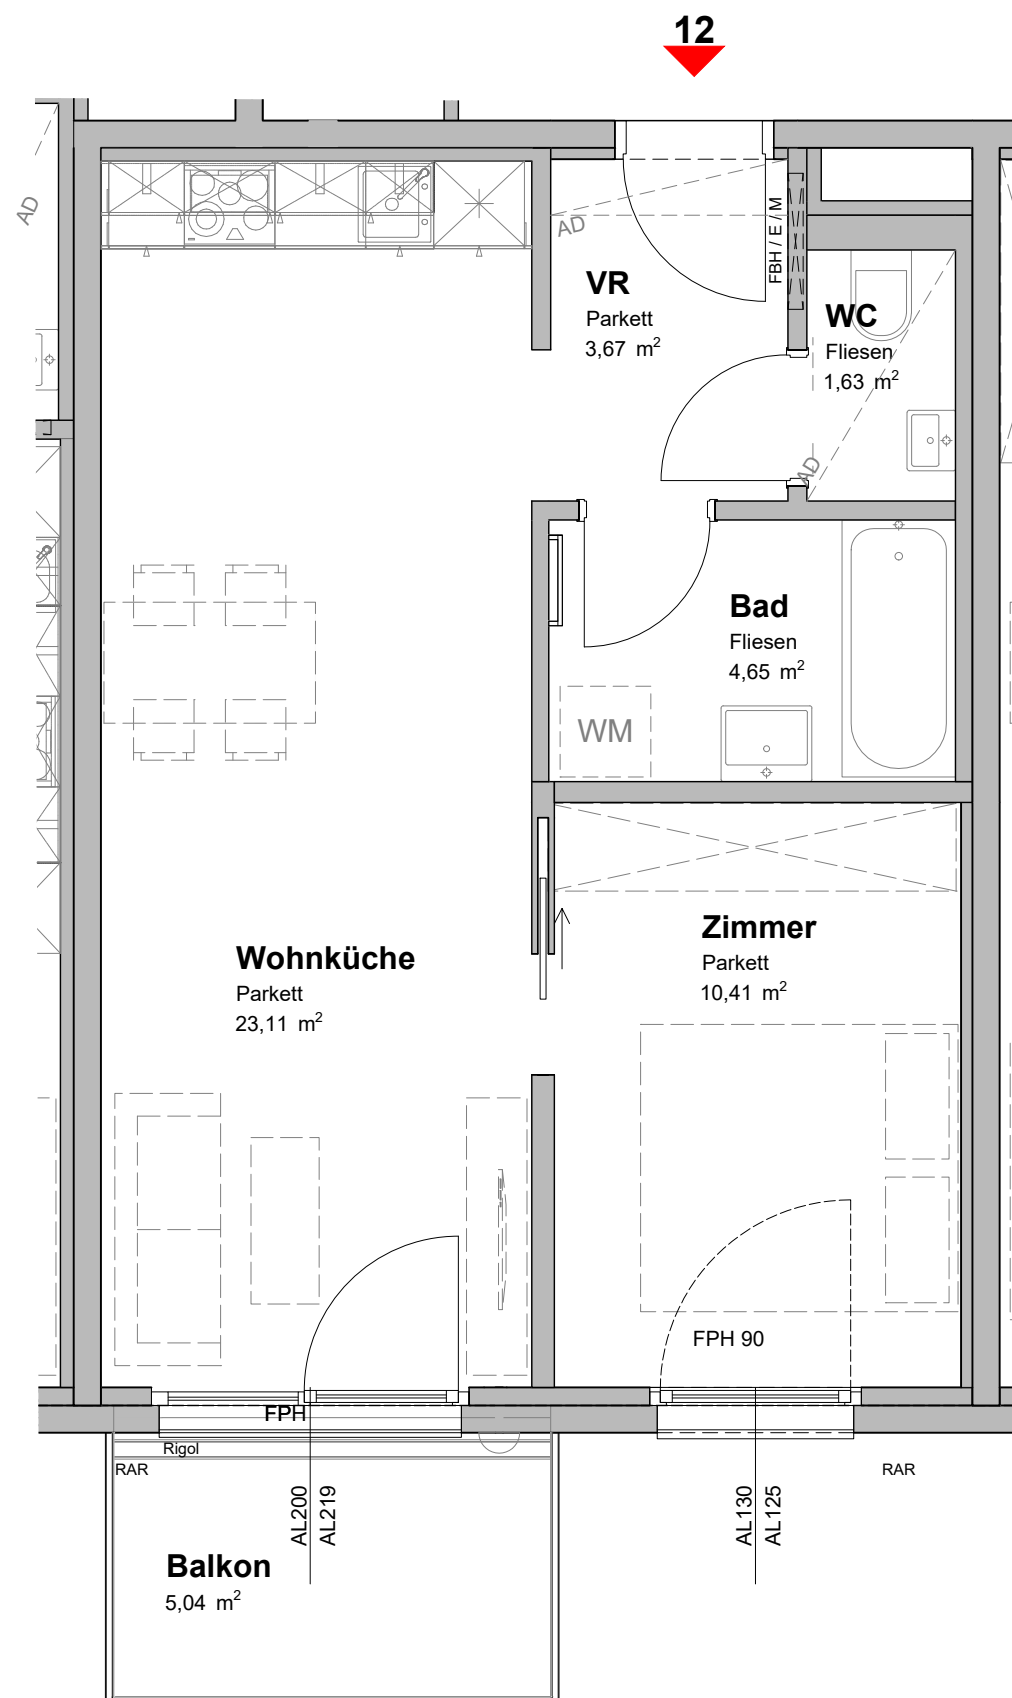 12
AD
AD
FBH / E / M
VR
Parkett
3,67 m²
WC
Fliesen
1,63 m²
AD
Bad
Fliesen
4,65 m²
WM
Zimmer
Parkett
10,41 m²
Wohnküche
Parkett
23,11 m²
FPH 90
FPH
Rigol
RAR
RAR
AL200
AL219
AL130
AL125
Balkon
5,04 m²